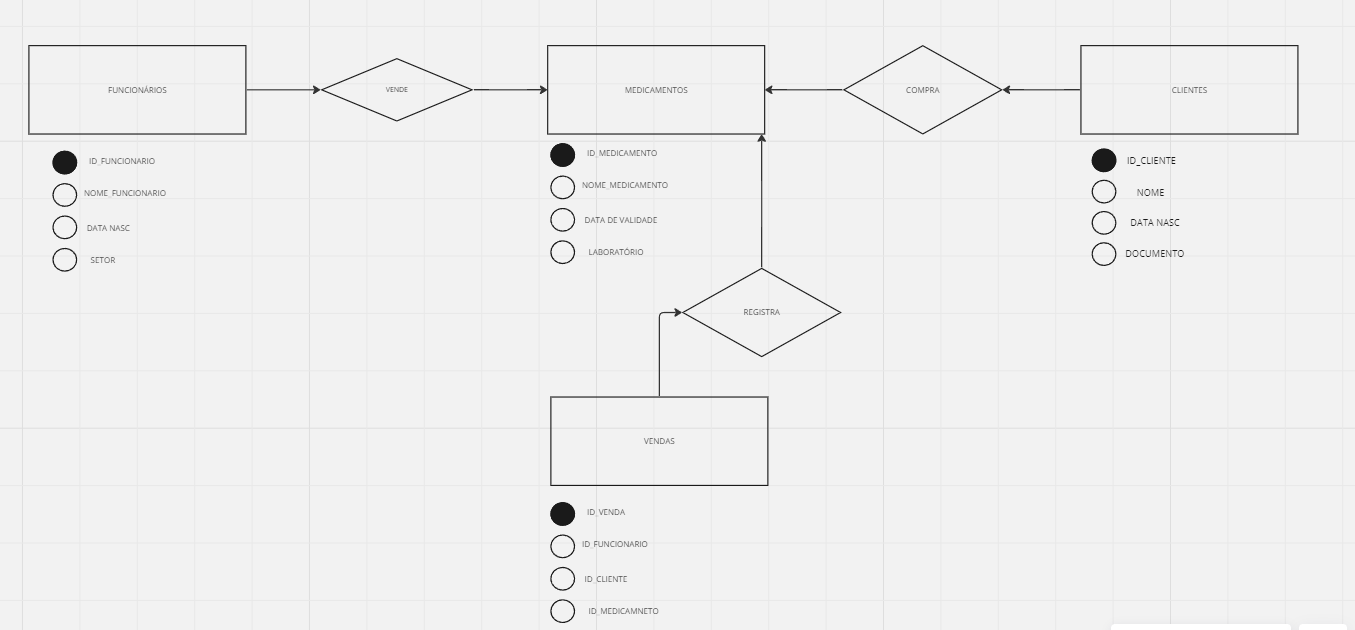 FUNCIONÁRIOS
VENDE
MEDICAMENTOS
COMPRA
CLIENTES
ID_FUNCIONARIO
NOME_FUNCIONARIO
DATA NASC
SETOR
ID_MEDICAMENTO
NOME_MEDICAMENTO
DATA DE VALIDADE
LABORATÓRIO
ID_CLIENTE
NOME
DATA NASC
DOCUMENTO
REGISTRA
VENDAS
ID_VENDA
ID_FUNCIONARIO
ID_CLIENTE
ID_MEDICAMNETO